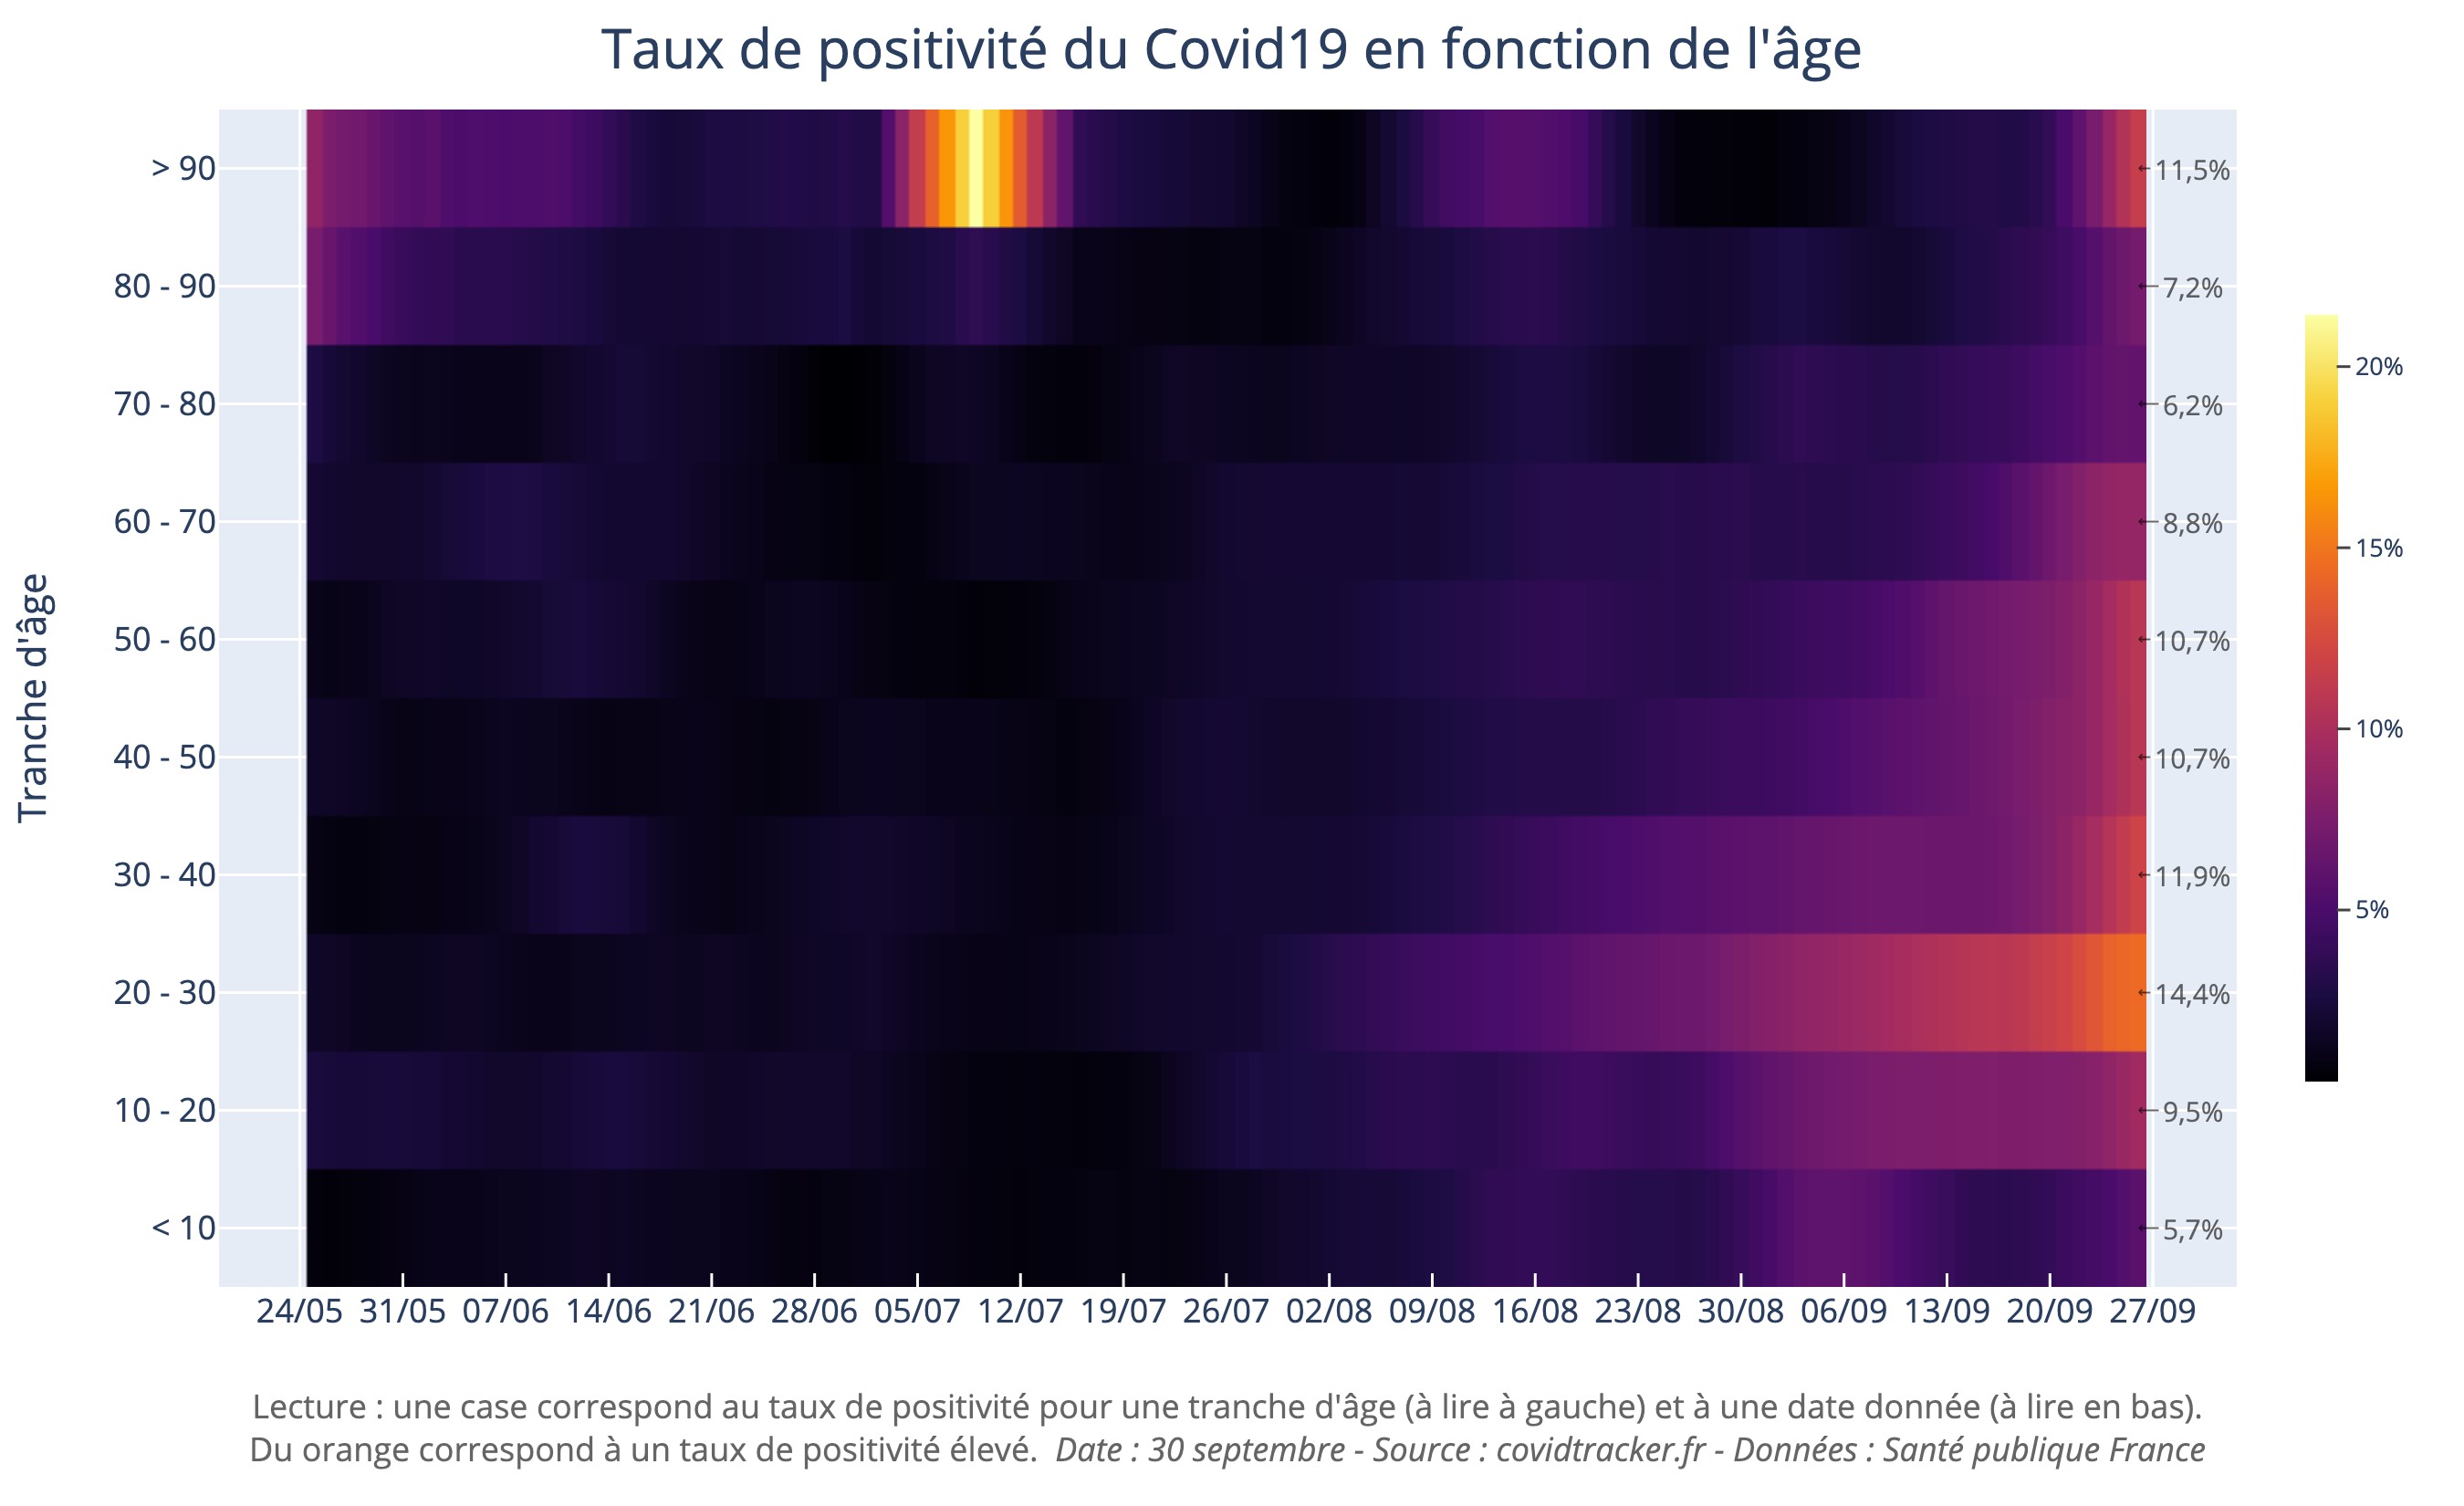 Taux de positivité du Covid19 en fonction de l'âge
Tranche d'âge
> 90
80 - 90
70 - 80
60 - 70
50 - 60
40 - 50
30 - 40
20 - 30
10 - 20
< 10
11,5%
7,2%
6,2%
8,8%
10,7%
10,7%
11,9%
14,4%
9,5%
5,7%
20%
15%
10%
5%
24/05 31/05 07/06 14/06 21/06 28/06 05/07 12/07 19/07 26/07 02/08 09/08 16/08 23/08 30/08 06/09 13/09 20/09 27/09
Lecture : une case correspond au taux de positivité pour une tranche d'âge (à lire à gauche) et à une date donnée (à lire en bas).
Du orange correspond à un taux de positivité élevé. Date : 30 septembre - Source : covidtracker.fr - Données : Santé publique France